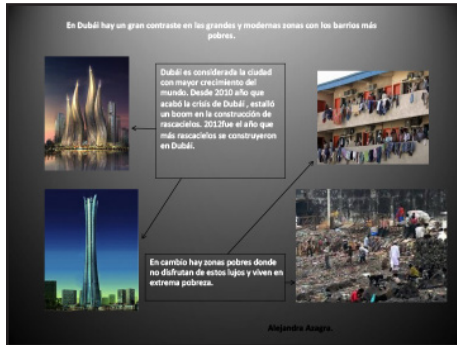 En Dubái hay un gran contraste en las grandes y modernas zonas con los barrios más
pobres.
Dubái es considerada la ciudad
con mayor crecimiento del
mundo. Desde 2010 año que
acabó la crisis de Dubái , estalló
un boom en la construcción de
rascacielos. 2012fue el año que
más rascacielos se construyeron
en Dubái.
En cambio hay zonas pobres donde
no disfrutan de estos lujos y viven en
extrema pobreza.
Alejandra Azagra.